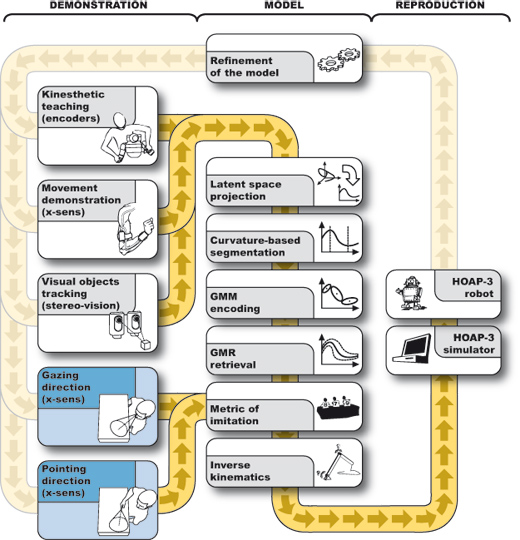 DEMONSTRATION
MODEL
REPRODUCTION
Refinement
of the model
Kinesthetic
teaching
(encoders)
Movement
demonstration
(x-sens)
Visual objects
tracking
(stereo-vision)
Gazing
direction
(x-sens)
Pointing
direction
(x-sens)
Latent space
projection
Curvature-based
segmentation
GMM
encoding
GMR
retrieval
Metric of
imitation
Inverse
kinematics
HOAP-3
robot
HOAP-3
simulator